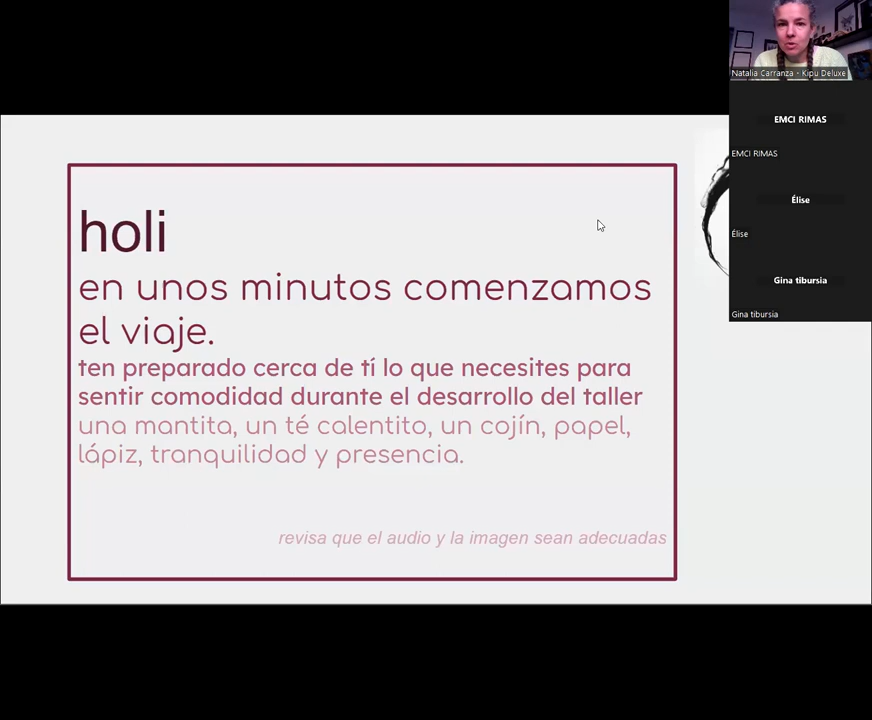 holi
en unos minutos comenzamos
el viaje.
ten preparado cerca de tí lo que necesites para
sentir comodidad durante el desarrollo del taller
una mantita, un té calentito, un cojín, papel,
lápiz, tranquilidad y presencia.
revisa que el audio y la imagen sean adecuadas
Natalia Carranza - Kipu Deluxe
EMCI RIMAS
EMCI RIMAS
Élise
Élise
Gina tibursia
Gina tibursia